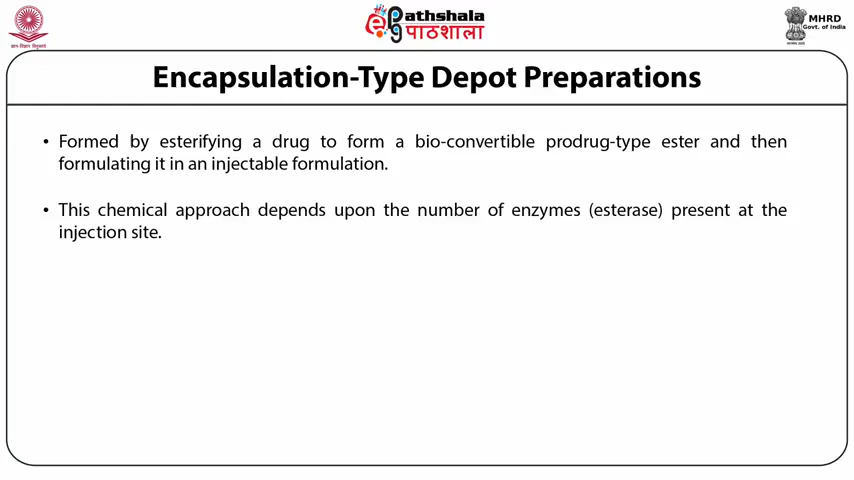 ePathshala
पाठशाला
MHRD
Govt. of India
Encapsulation-Type Depot Preparations
• Formed by esterifying a drug to form a bio-convertible prodrug-type ester and then
formulating it in an injectable formulation.
• This chemical approach depends upon the number of enzymes (esterase) present at the
injection site.